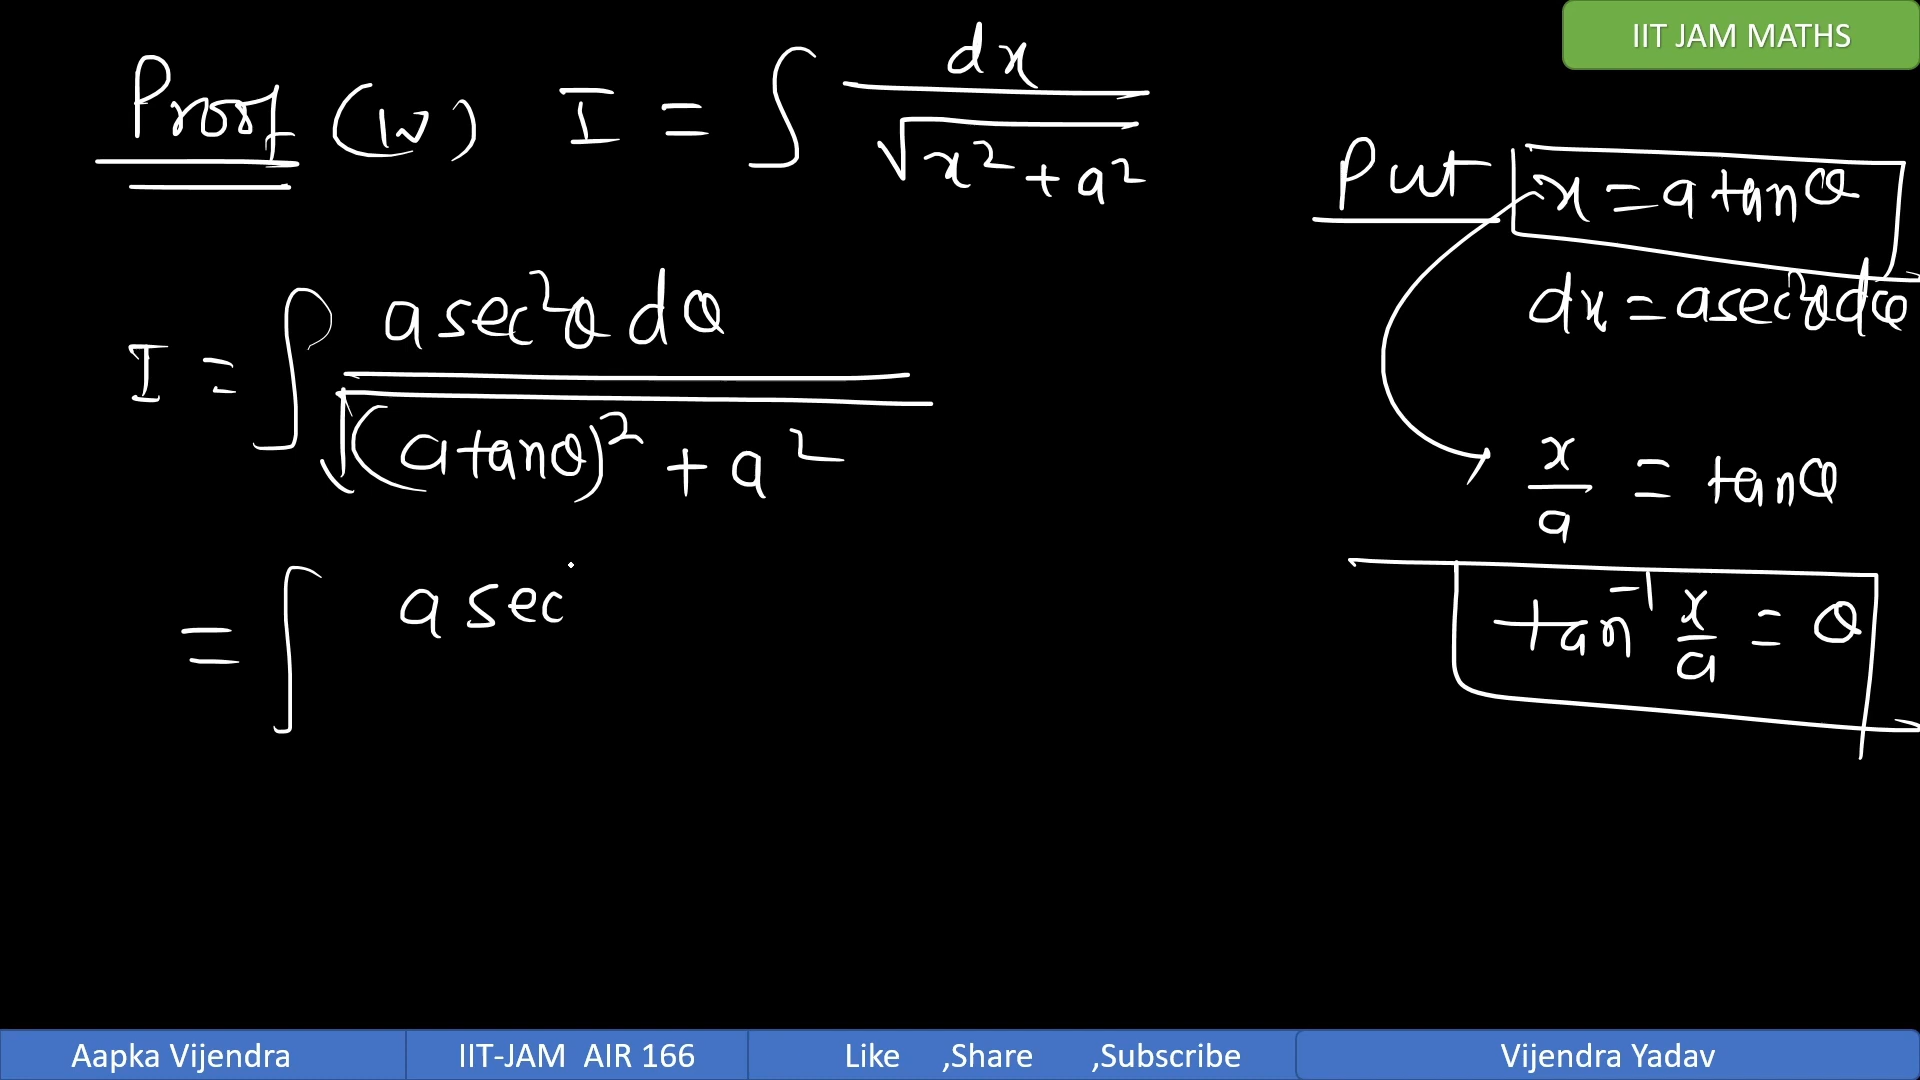 IIT JAM MATHS
Proof (iv) I = ∫ dx / √(x² + a²)
Put x = a tanθ
dx = a sec²θ dθ
I = ∫ a sec²θ dθ / √((a tanθ)² + a²)
x/a = tanθ
tan⁻¹ x/a = θ
= ∫ a sec
Aapka Vijendra IIT-JAM AIR 166 Like ,Share ,Subscribe Vijendra Yadav